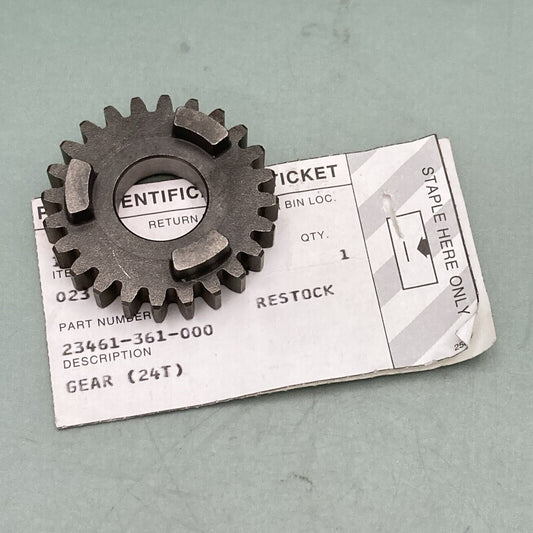 P ENTIFIC TICKET
RETURN BIN LOC.
QTY.
ITE 1
023 RESTOCK
PART NUMBER
23461-361-000
DESCRIPTION
GEAR (24T)
STAPLE HERE ONLY